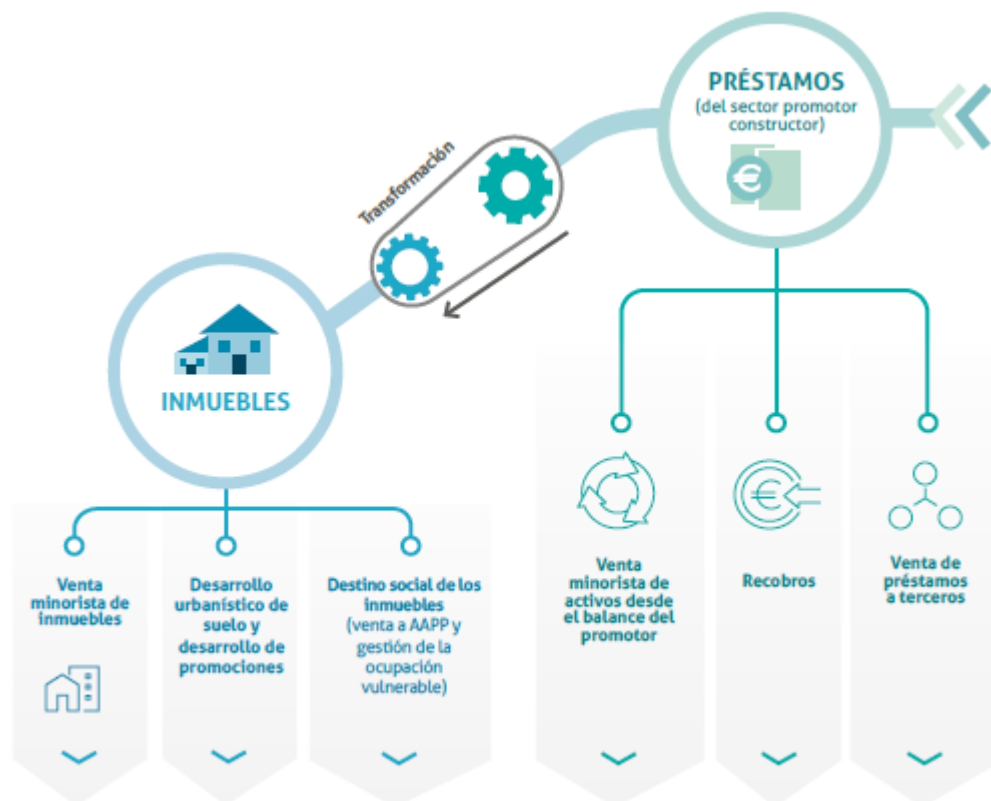 PRÉSTAMOS
(del sector promotor
constructor)
€
Transformación
INMUEBLES
Venta
minorista de
inmuebles
Desarrollo
urbanístico de
suelo y
desarrollo de
promociones
Destino social de los
inmuebles
(venta a AAPP y
gestión de la
ocupación
vulnerable)
Venta
minorista de
activos desde
el balance del
promotor
€
Recobros
Venta de
préstamos
a terceros